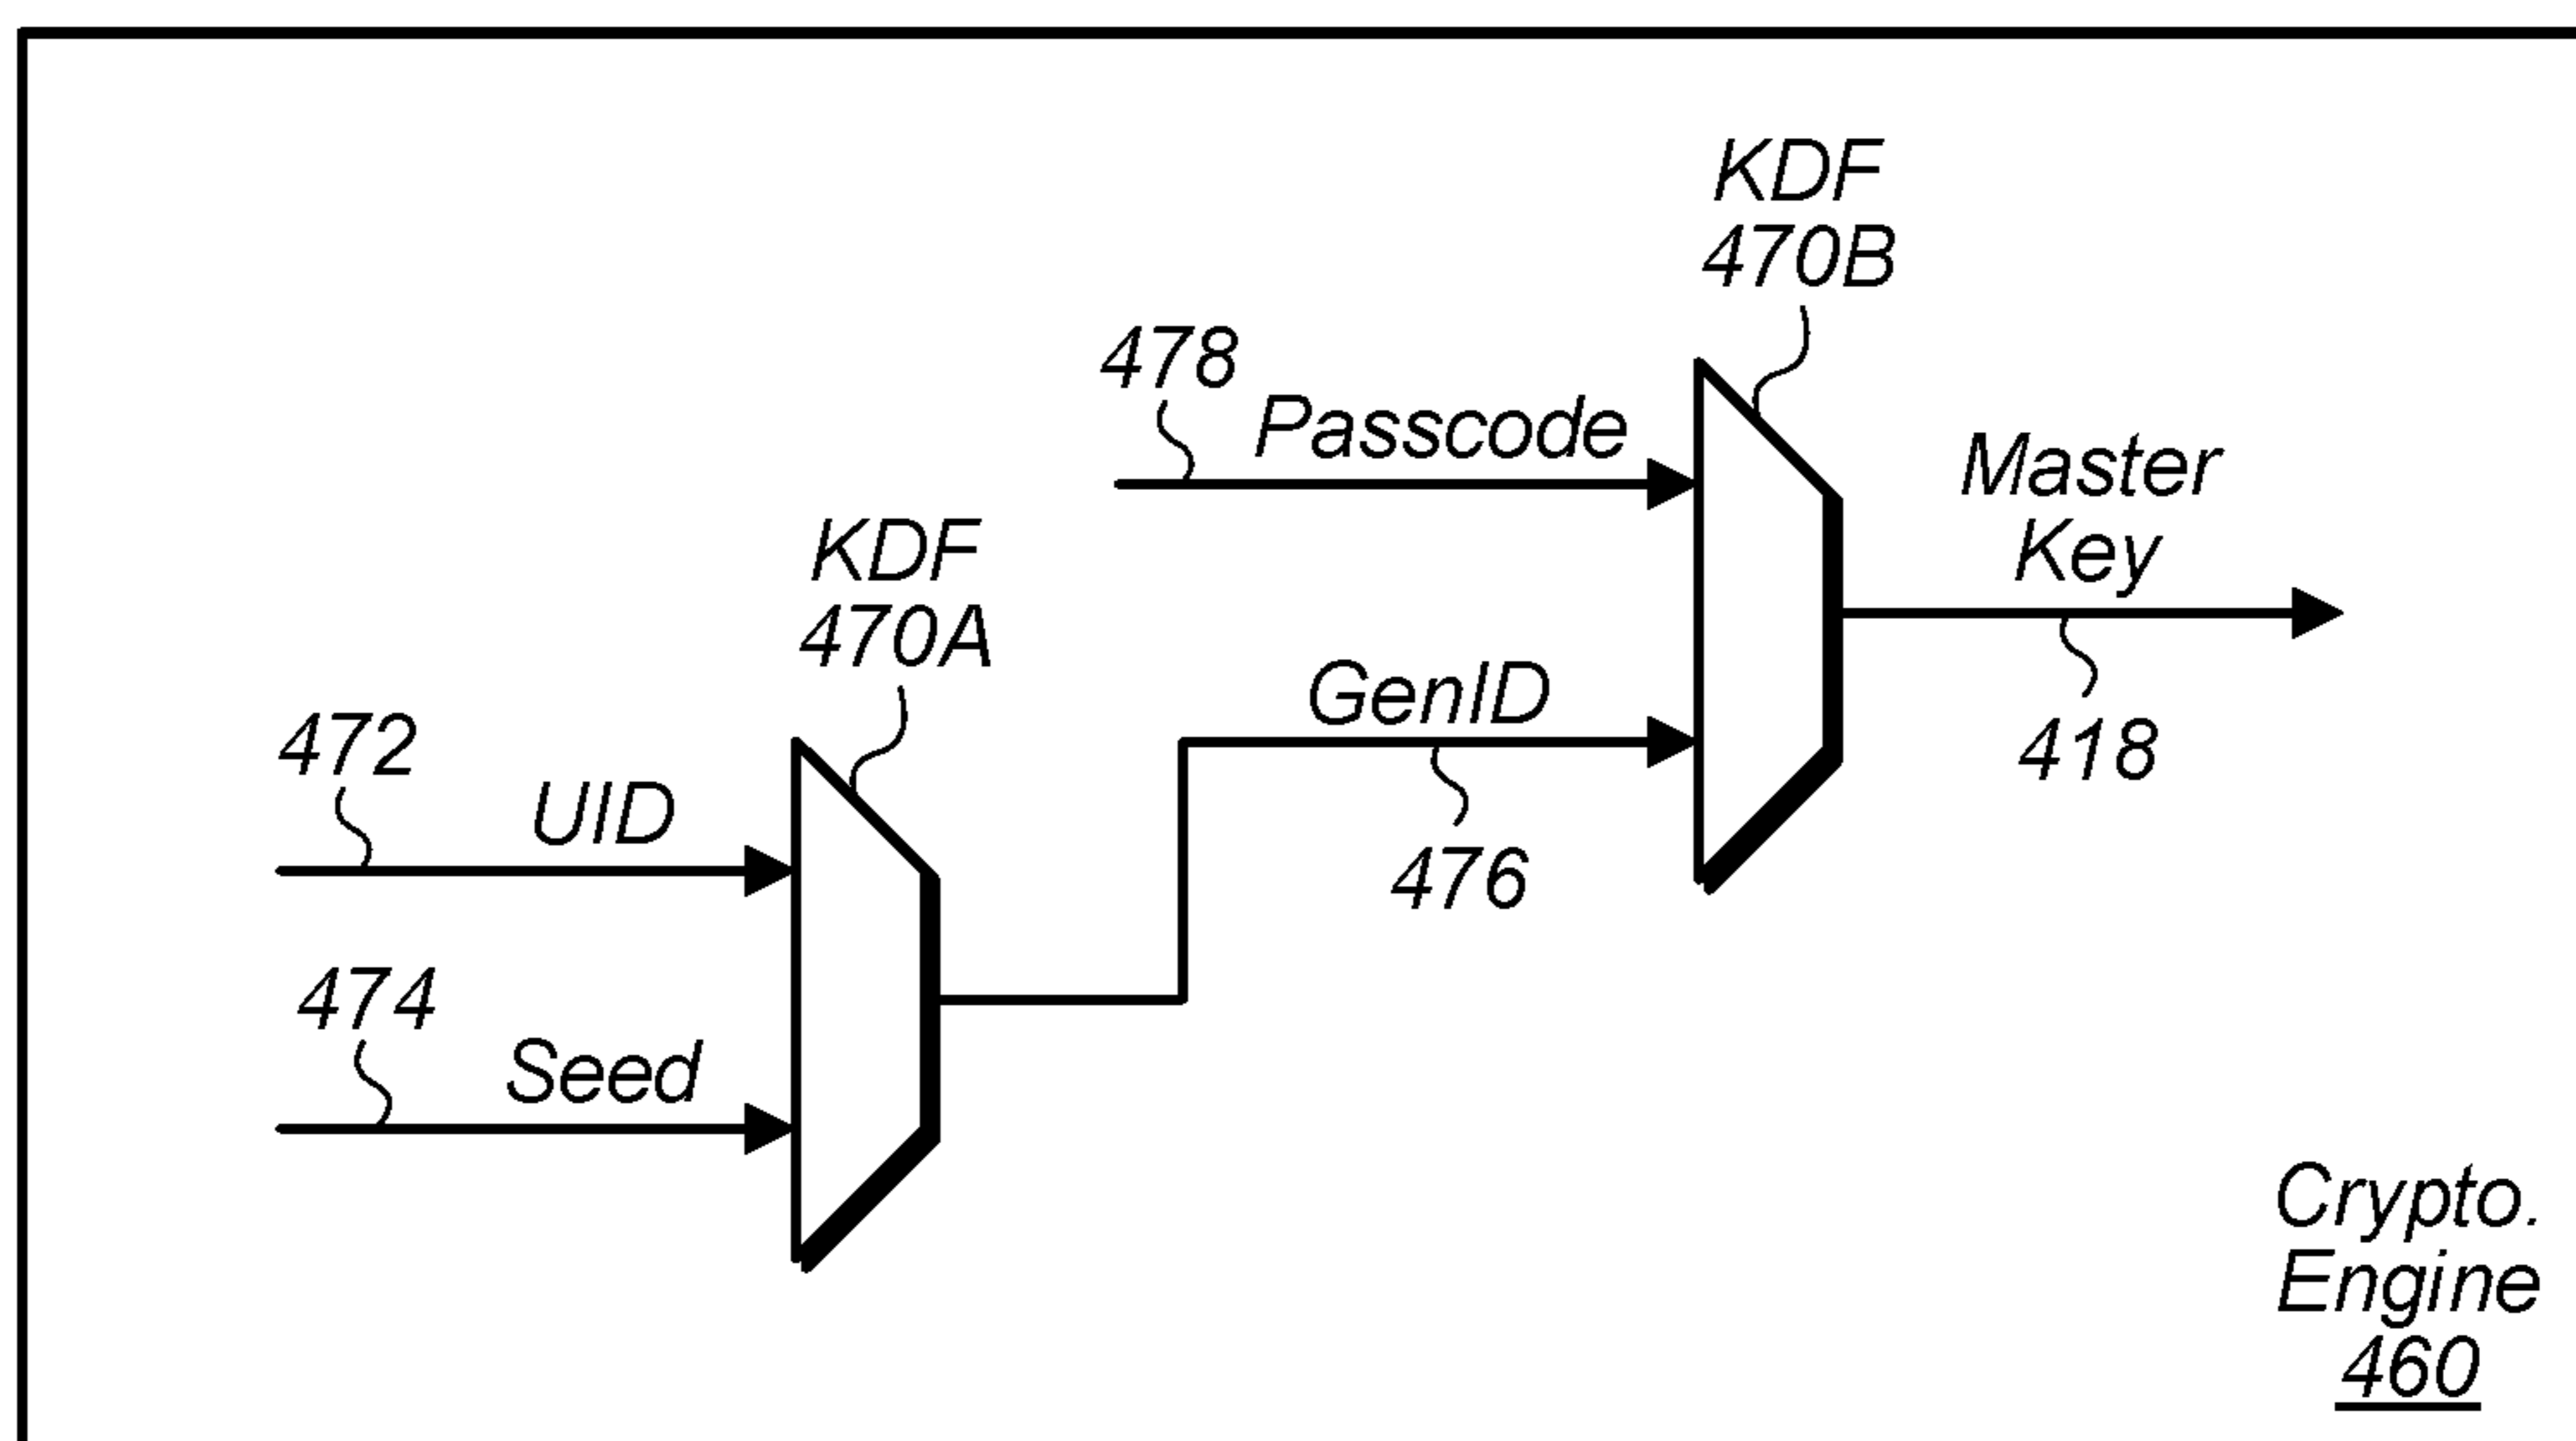 KDF
470B
478
Passcode
Master
Key
KDF
470A
GenID
418
472
UID
476
474
Seed
Crypto.
Engine
460